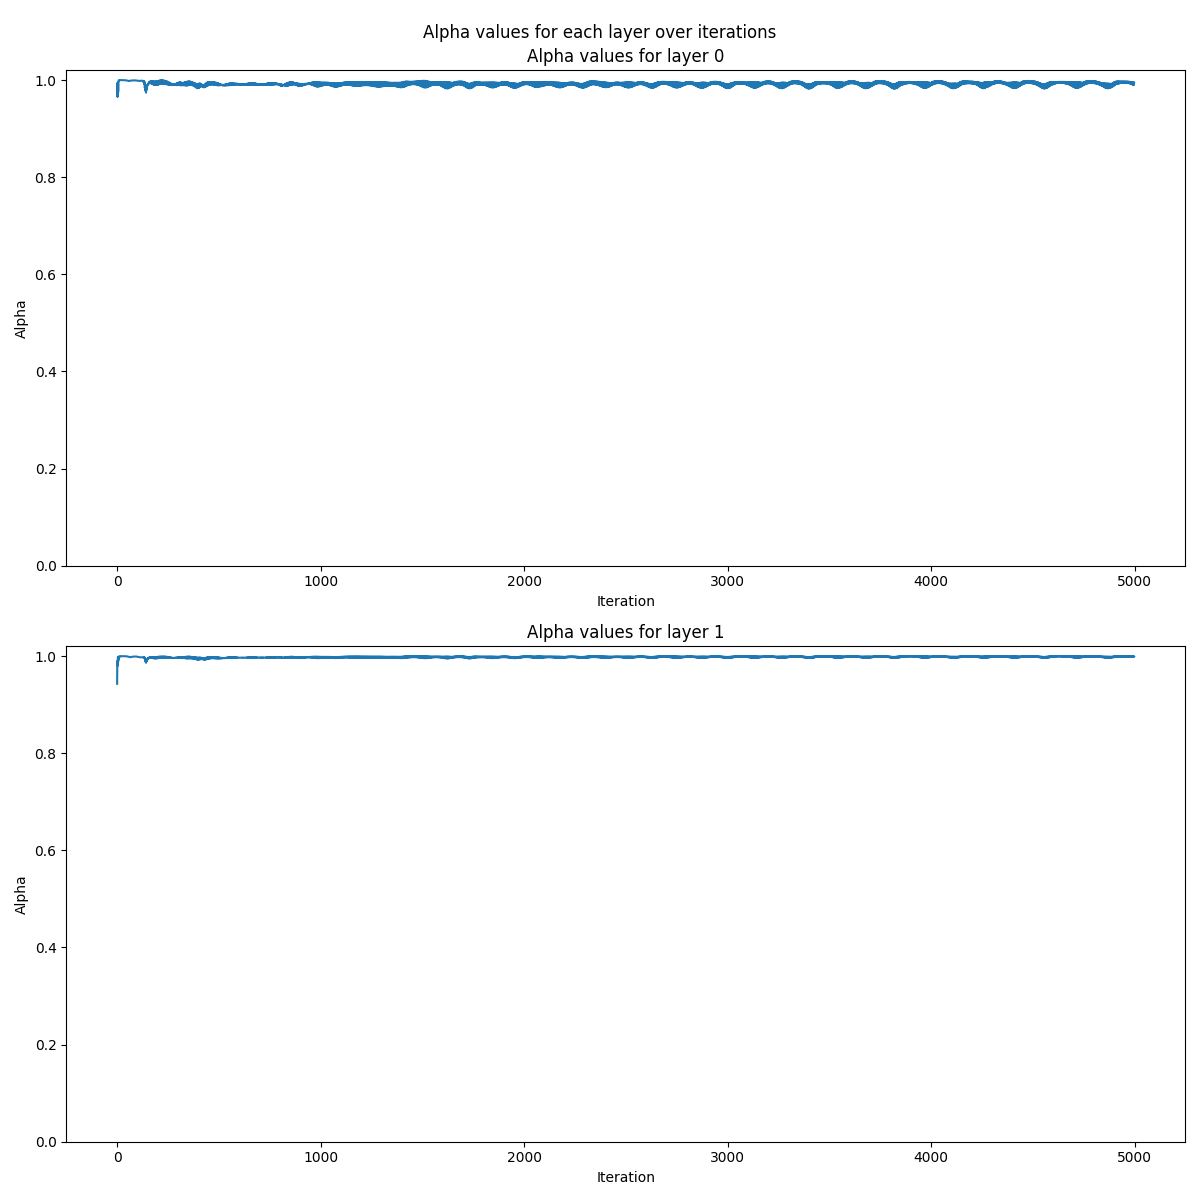 Alpha values for each layer over iterations
Alpha values for layer 0
1.0
0.8
0.6
0.4
0.2
0.0
Alpha
0 1000 2000 3000 4000 5000
Iteration
Alpha values for layer 1
1.0
0.8
0.6
0.4
0.2
0.0
Alpha
0 1000 2000 3000 4000 5000
Iteration